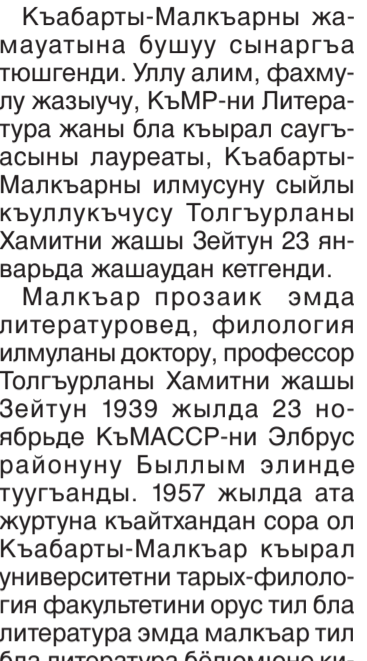 Къабарты-Малкъарны жа-
мауатына бушуу сынаргъа
тюшгенди. Уллу алим, фахму-
лу жазыучу, КъМР-ни Литера-
тура жаны бла къырал саугъ-
асыны лауреаты, Къабарты-
Малкъарны илмусуну сыйлы
къуллукъчусу Толгъурланы
Хамитни жашы Зейтун 23 ян-
варьда жашаудан кетгенди.
Малкъар прозаик эмда
литературовед, филология
илмуланы доктору, профессор
Толгъурланы Хамитни жашы
Зейтун 1939 жылда 23 но-
ябрьде КъМАССР-ни Элбрус
районуну Быллым элинде
туугъанды. 1957 жылда ата
журтуна къайтхандан сора ол
Къабарты-Малкъар къырал
университетни тарых-филоло-
гия факультетини орус тил бла
литература эмда малкъар тил
бла литература бёлюмюне ки-